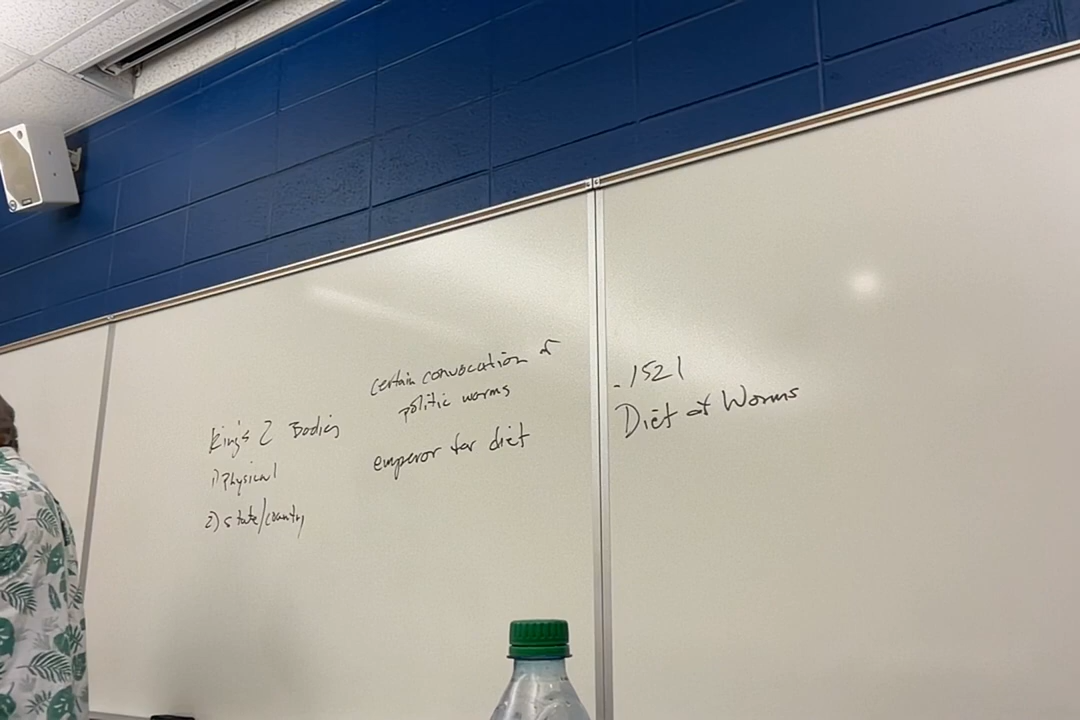 King's 2 Bodies
1) Physical
2) state/country
certain convocation of
politic worms
emperor for diet
. 1521
Diet of Worms